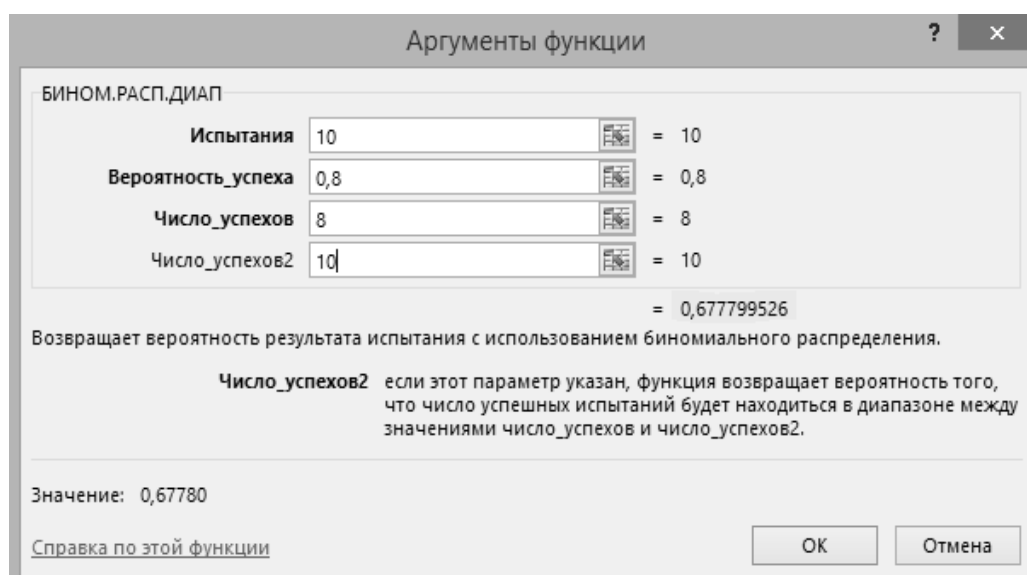 Аргументы функции
?
×
БИНОМ.РАСП.ДИАП
Испытания 10 = 10
Вероятность_успеха 0,8 = 0,8
Число_успехов 8 = 8
Число_успехов2 10 = 10
= 0,677799526
Возвращает вероятность результата испытания с использованием биномиального распределения.
Число_успехов2 если этот параметр указан, функция возвращает вероятность того,
что число успешных испытаний будет находиться в диапазоне между
значениями число_успехов и число_успехов2.
Значение: 0,67780
Справка по этой функции
ОК
Отмена